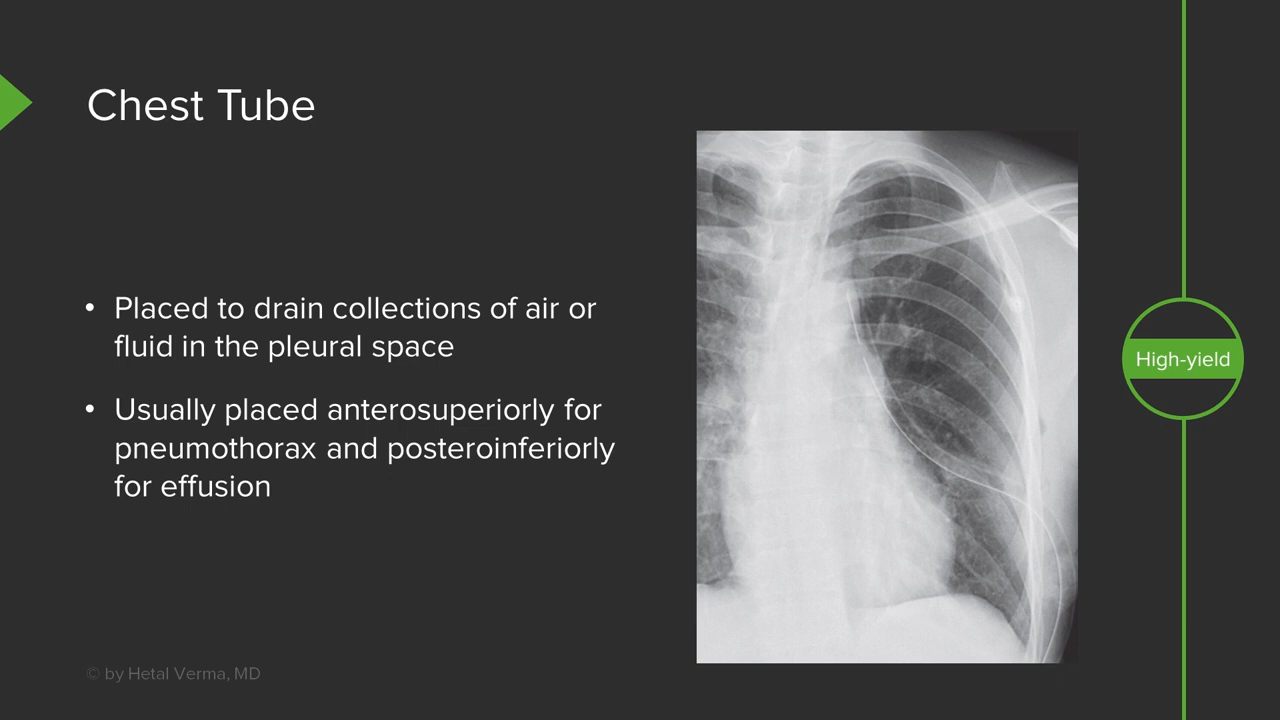 Chest Tube
• Placed to drain collections of air or
fluid in the pleural space
• Usually placed anterosuperiorly for
pneumothorax and posteroinferiorly
for effusion
High-yield
© by Hetal Verma, MD